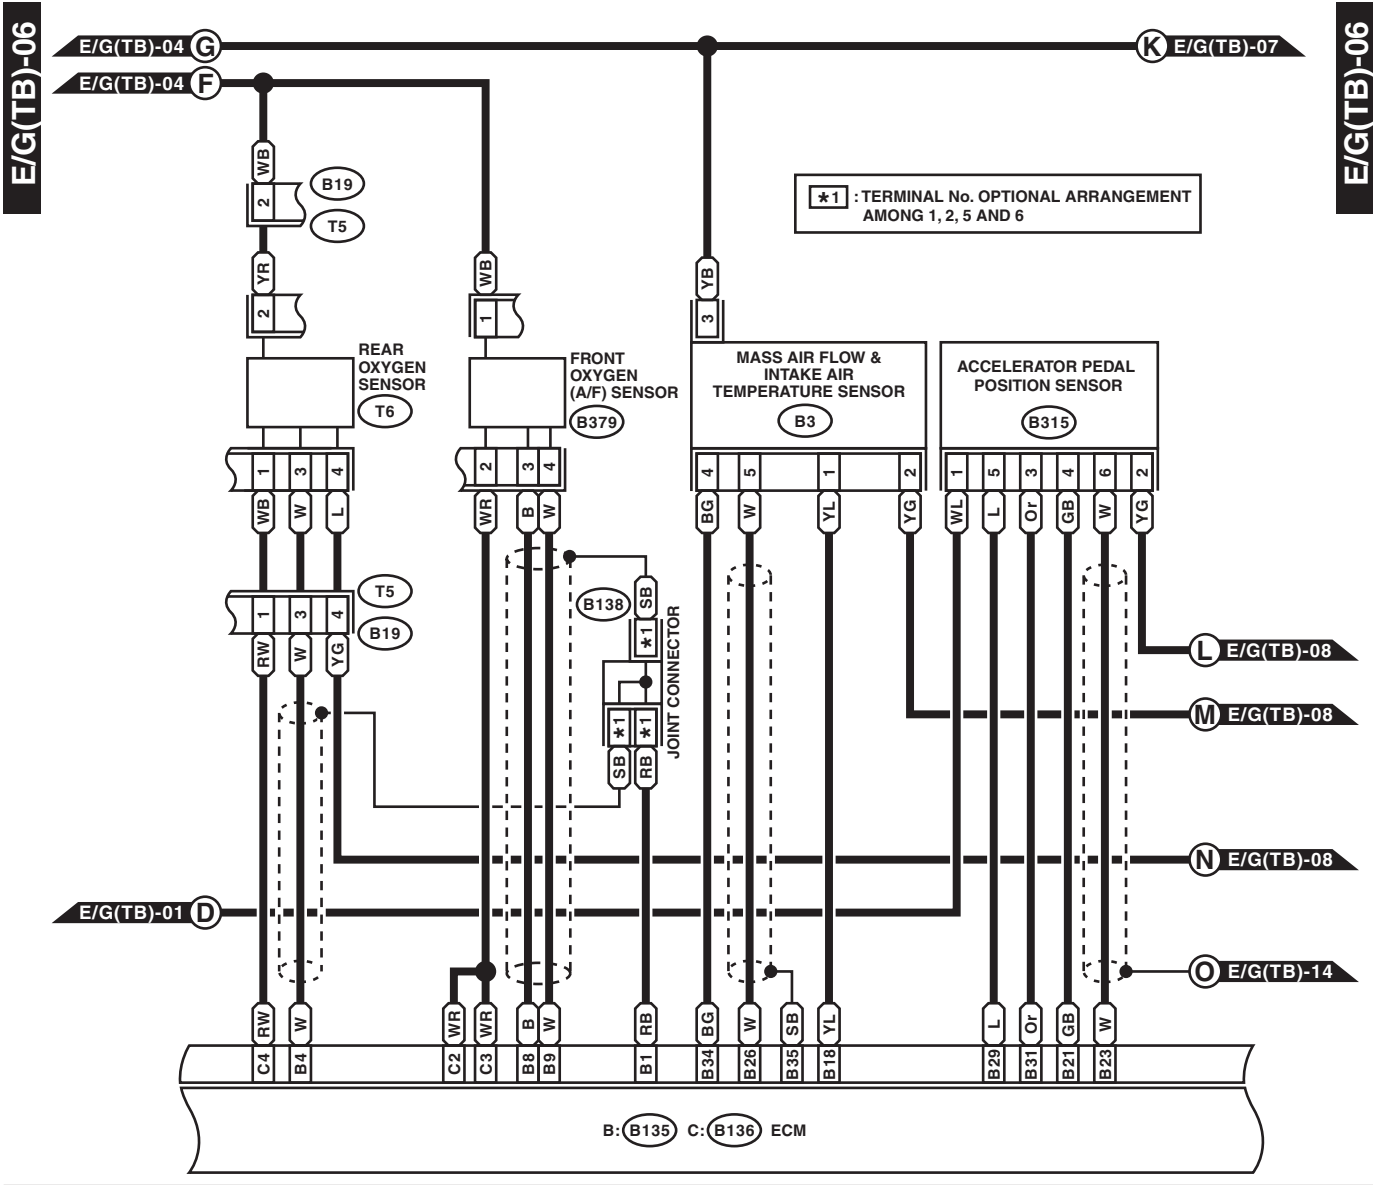 E/G(TB)-06
E/G(TB)-06
E/G(TB)-04 G
K E/G(TB)-07
E/G(TB)-04 F
WB
2
B19
T5
YR
2
WB
1
YB
3
*1 : TERMINAL No. OPTIONAL ARRANGEMENT
AMONG 1, 2, 5 AND 6
REAR
OXYGEN
SENSOR
T6
FRONT
OXYGEN
(A/F) SENSOR
B379
MASS AIR FLOW &
INTAKE AIR
TEMPERATURE SENSOR
B3
ACCELERATOR PEDAL
POSITION SENSOR
B315
1 3 4 2 3 4 4 5 1 2 1 5 3 4 6 2
WB W L WR B W BG W YL YG WL L Or GB W YG
T5
B19
1 3 4
RW W YG
B138
SB
*1
JOINT CONNECTOR
*1 *1
SB RB
L E/G(TB)-08
M E/G(TB)-08
N E/G(TB)-08
E/G(TB)-01 D
O E/G(TB)-14
RW W WR WR B W RB BG W SB YL L Or GB W
C4 B4 C2 C3 B8 B9 B1 B34 B26 B35 B18 B29 B31 B21 B23
B: B135 C: B136 ECM